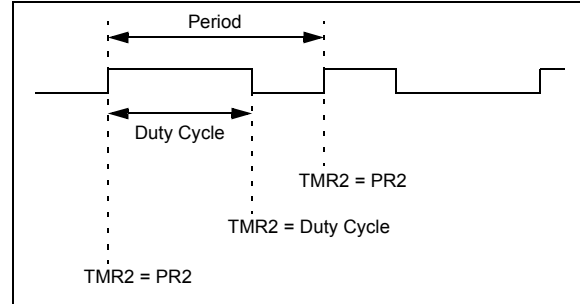 Period
Duty Cycle
TMR2 = PR2
TMR2 = Duty Cycle
TMR2 = PR2